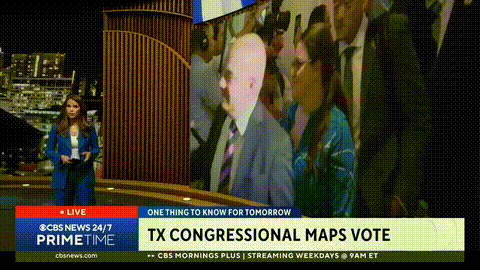 LIVE
ONE THING TO KNOW FOR TOMORROW
CBS NEWS 24/7
PRIMETIME
TX CONGRESSIONAL MAPS VOTE
cbsnews.com
▸▸ CBS MORNINGS PLUS | STREAMING WEEKDAYS @ 9AM ET